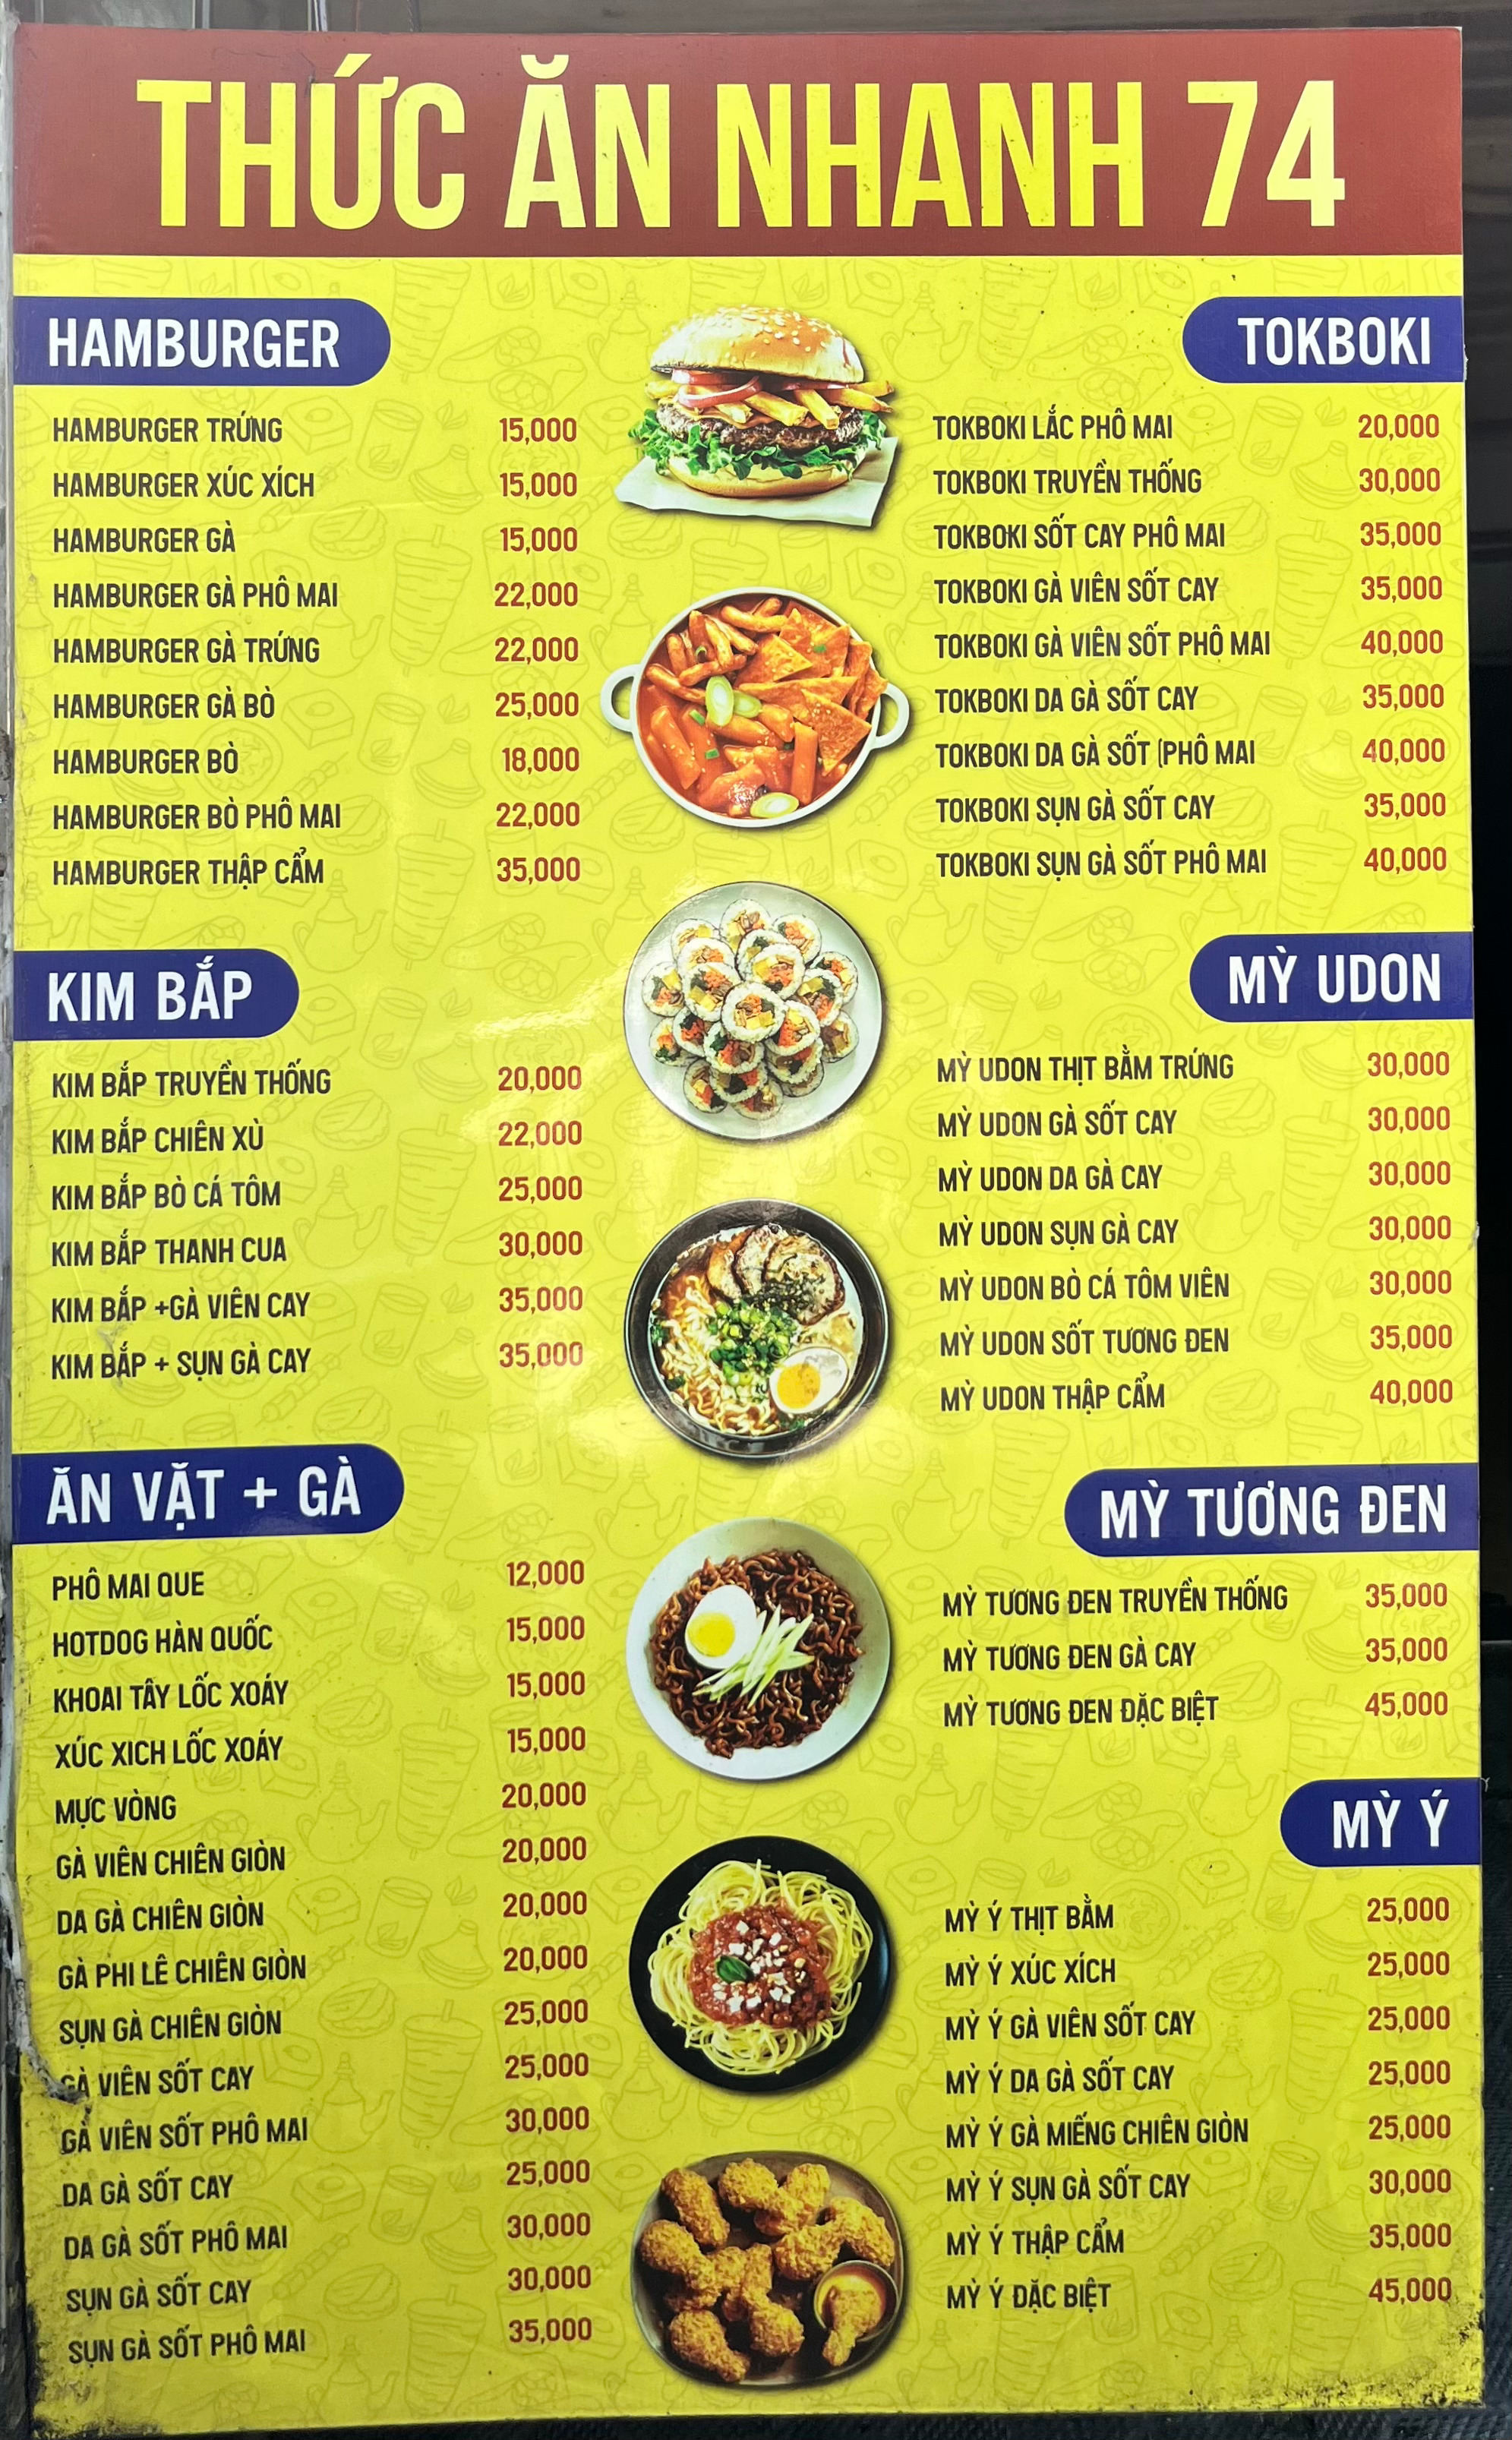 THỨC ĂN NHANH 74
HAMBURGER
HAMBURGER TRỨNG 15,000
HAMBURGER XÚC XÍCH 15,000
HAMBURGER GÀ 15,000
HAMBURGER GÀ PHÔ MAI 22,000
HAMBURGER GÀ TRỨNG 22,000
HAMBURGER GÀ BÒ 25,000
HAMBURGER BÒ 18,000
HAMBURGER BÒ PHÔ MAI 22,000
HAMBURGER THẬP CẨM 35,000
KIM BẮP
KIM BẮP TRUYỀN THỐNG 20,000
KIM BẮP CHIÊN XÙ 22,000
KIM BẮP BÒ CÁ TÔM 25,000
KIM BẮP THANH CUA 30,000
KIM BẮP +GÀ VIÊN CAY 35,000
KIM BẮP + SỤN GÀ CAY 35,000
ĂN VẶT + GÀ
PHÔ MAI QUE 12,000
HOTDOG HÀN QUỐC 15,000
KHOAI TÂY LỐC XOÁY 15,000
XÚC XICH LỐC XOÁY 15,000
MỰC VÒNG 20,000
GÀ VIÊN CHIÊN GIÒN 20,000
DA GÀ CHIÊN GIÒN 20,000
GÀ PHI LÊ CHIÊN GIÒN 20,000
SỤN GÀ CHIÊN GIÒN 25,000
GÀ VIÊN SỐT CAY 25,000
GÀ VIÊN SỐT PHÔ MAI 30,000
DA GÀ SỐT CAY 25,000
DA GÀ SỐT PHÔ MAI 30,000
SỤN GÀ SỐT CAY 30,000
SỤN GÀ SỐT PHÔ MAI 35,000
TOKBOKI
TOKBOKI LẮC PHÔ MAI 20,000
TOKBOKI TRUYỀN THỐNG 30,000
TOKBOKI SỐT CAY PHÔ MAI 35,000
TOKBOKI GÀ VIÊN SỐT CAY 35,000
TOKBOKI GÀ VIÊN SỐT PHÔ MAI 40,000
TOKBOKI DA GÀ SỐT CAY 35,000
TOKBOKI DA GÀ SỐT (PHÔ MAI 40,000
TOKBOKI SỤN GÀ SỐT CAY 35,000
TOKBOKI SỤN GÀ SỐT PHÔ MAI 40,000
MỲ UDON
MỲ UDON THỊT BẰM TRỨNG 30,000
MỲ UDON GÀ SỐT CAY 30,000
MỲ UDON DA GÀ CAY 30,000
MỲ UDON SỤN GÀ CAY 30,000
MỲ UDON BÒ CÁ TÔM VIÊN 30,000
MỲ UDON SỐT TƯƠNG ĐEN 35,000
MỲ UDON THẬP CẨM 40,000
MỲ TƯƠNG ĐEN
MỲ TƯƠNG ĐEN TRUYỀN THỐNG 35,000
MỲ TƯƠNG ĐEN GÀ CAY 35,000
MỲ TƯƠNG ĐEN ĐẶC BIỆT 45,000
MỲ Ý
MỲ Ý THỊT BẰM 25,000
MỲ Ý XÚC XÍCH 25,000
MỲ Ý GÀ VIÊN SỐT CAY 25,000
MỲ Ý DA GÀ SỐT CAY 25,000
MỲ Ý GÀ MIẾNG CHIÊN GIÒN 25,000
MỲ Ý SỤN GÀ SỐT CAY 30,000
MỲ Ý THẬP CẨM 35,000
MỲ Ý ĐẶC BIỆT 45,000